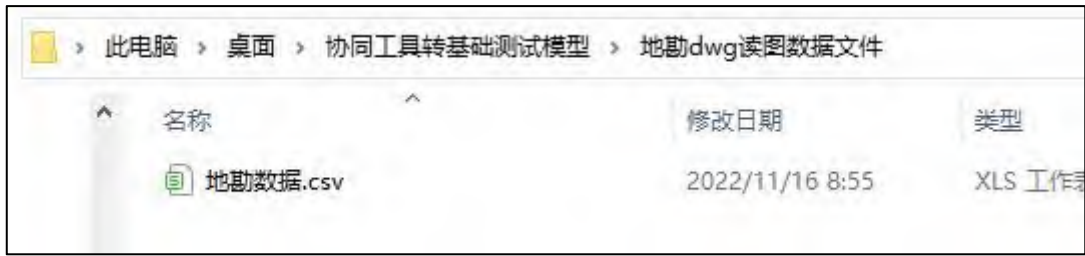 此电脑 › 桌面 › 协同工具转基础测试模型 › 地勘dwg读图数据文件
名称 修改日期 类型
地勘数据.csv 2022/11/16 8:55 XLS 工作表